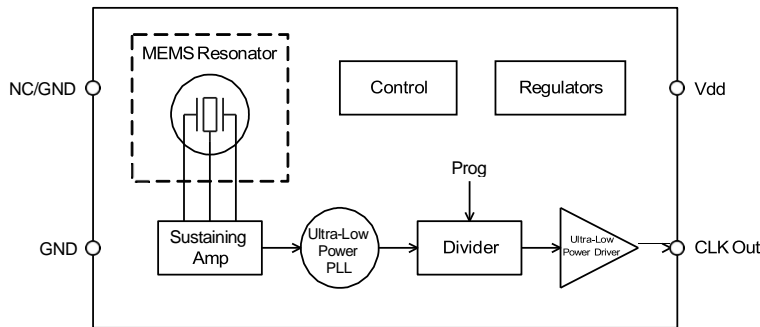 MEMS Resonator
NC/GND
Control
Regulators
Vdd
Prog
GND
Sustaining
Amp
Ultra-Low
Power
PLL
Divider
Ultra-Low
Power Driver
CLK Out